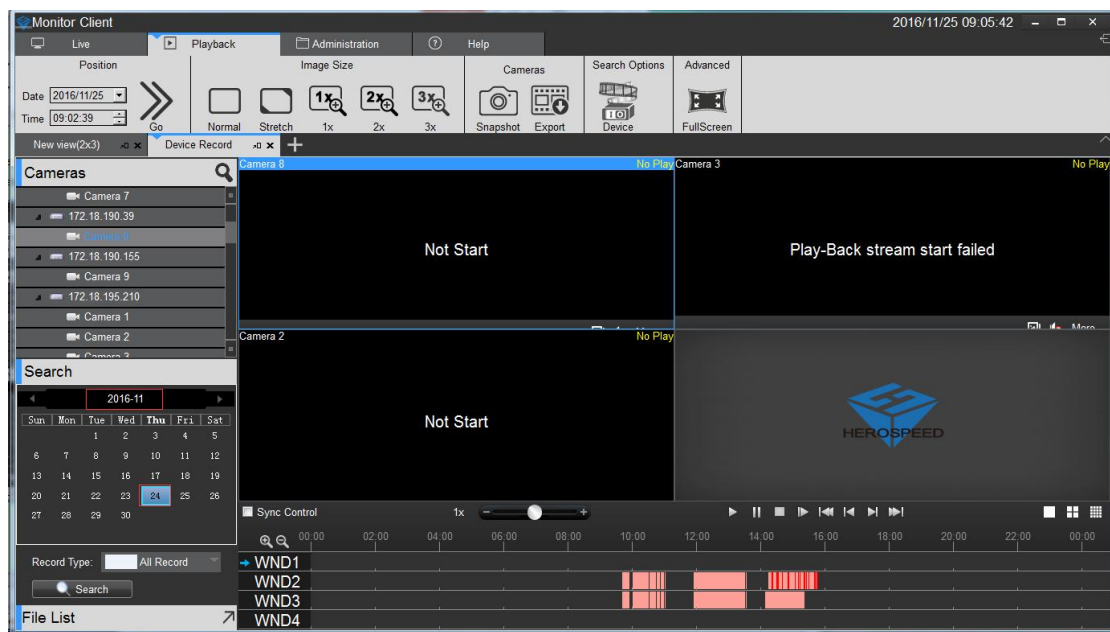 Monitor Client 2016/11/25 09:05:42
Live Playback Administration Help
Position Image Size Cameras Search Options Advanced
Date 2016/11/25
Time 09:02:39
Go Normal Stretch 1x 2x 3x Snapshot Export Device FullScreen
New view(2x3) Device Record
Cameras
Camera 7
172.18.190.39
Camera 8
172.18.190.155
Camera 9
172.18.195.210
Camera 1
Camera 2
Camera 3
Search
2016-11
Sun Mon Tue Wed Thu Fri Sat
1 2 3 4 5
6 7 8 9 10 11 12
13 14 15 16 17 18 19
20 21 22 23 24 25 26
27 28 29 30
Record Type: All Record
Search
File List
Camera 8 No Play
Not Start
Camera 3 No Play
Play-Back stream start failed
More
Camera 2 No Play
Not Start
HEROSPEED
Sync Control 1x
00:00 02:00 04:00 06:00 08:00 10:00 12:00 14:00 16:00 18:00 20:00 22:00 00:00
WND1
WND2
WND3
WND4